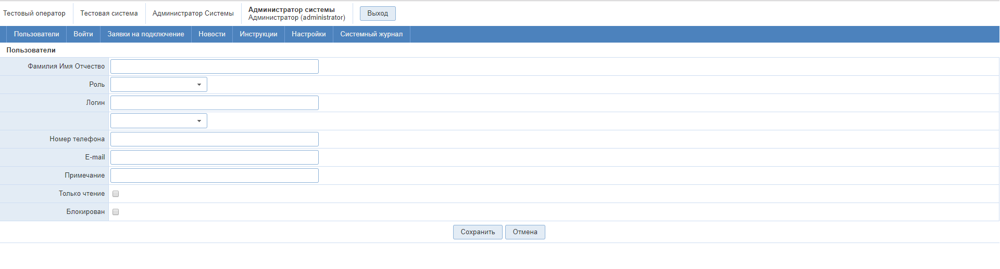 Тестовый оператор
Тестовая система
Администратор Системы
Администратор системы
Администратор (administrator)
Выход
Пользователи
Войти
Заявки на подключение
Новости
Инструкции
Настройки
Системный журнал
Пользователи
Фамилия Имя Отчество
Роль
Логин
Номер телефона
E-mail
Примечание
Только чтение
Блокирован
Сохранить
Отмена